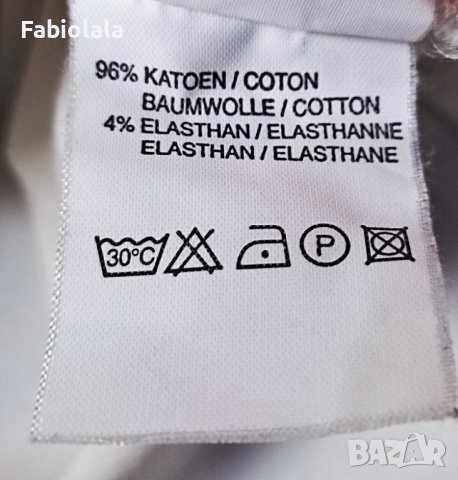 Fabiolala
96% KATOEN / COTON
BAUMWOLLE / COTTON
4% ELASTHAN / ELASTHANNE
ELASTHAN / ELASTHANE
30°C P
BAZAR